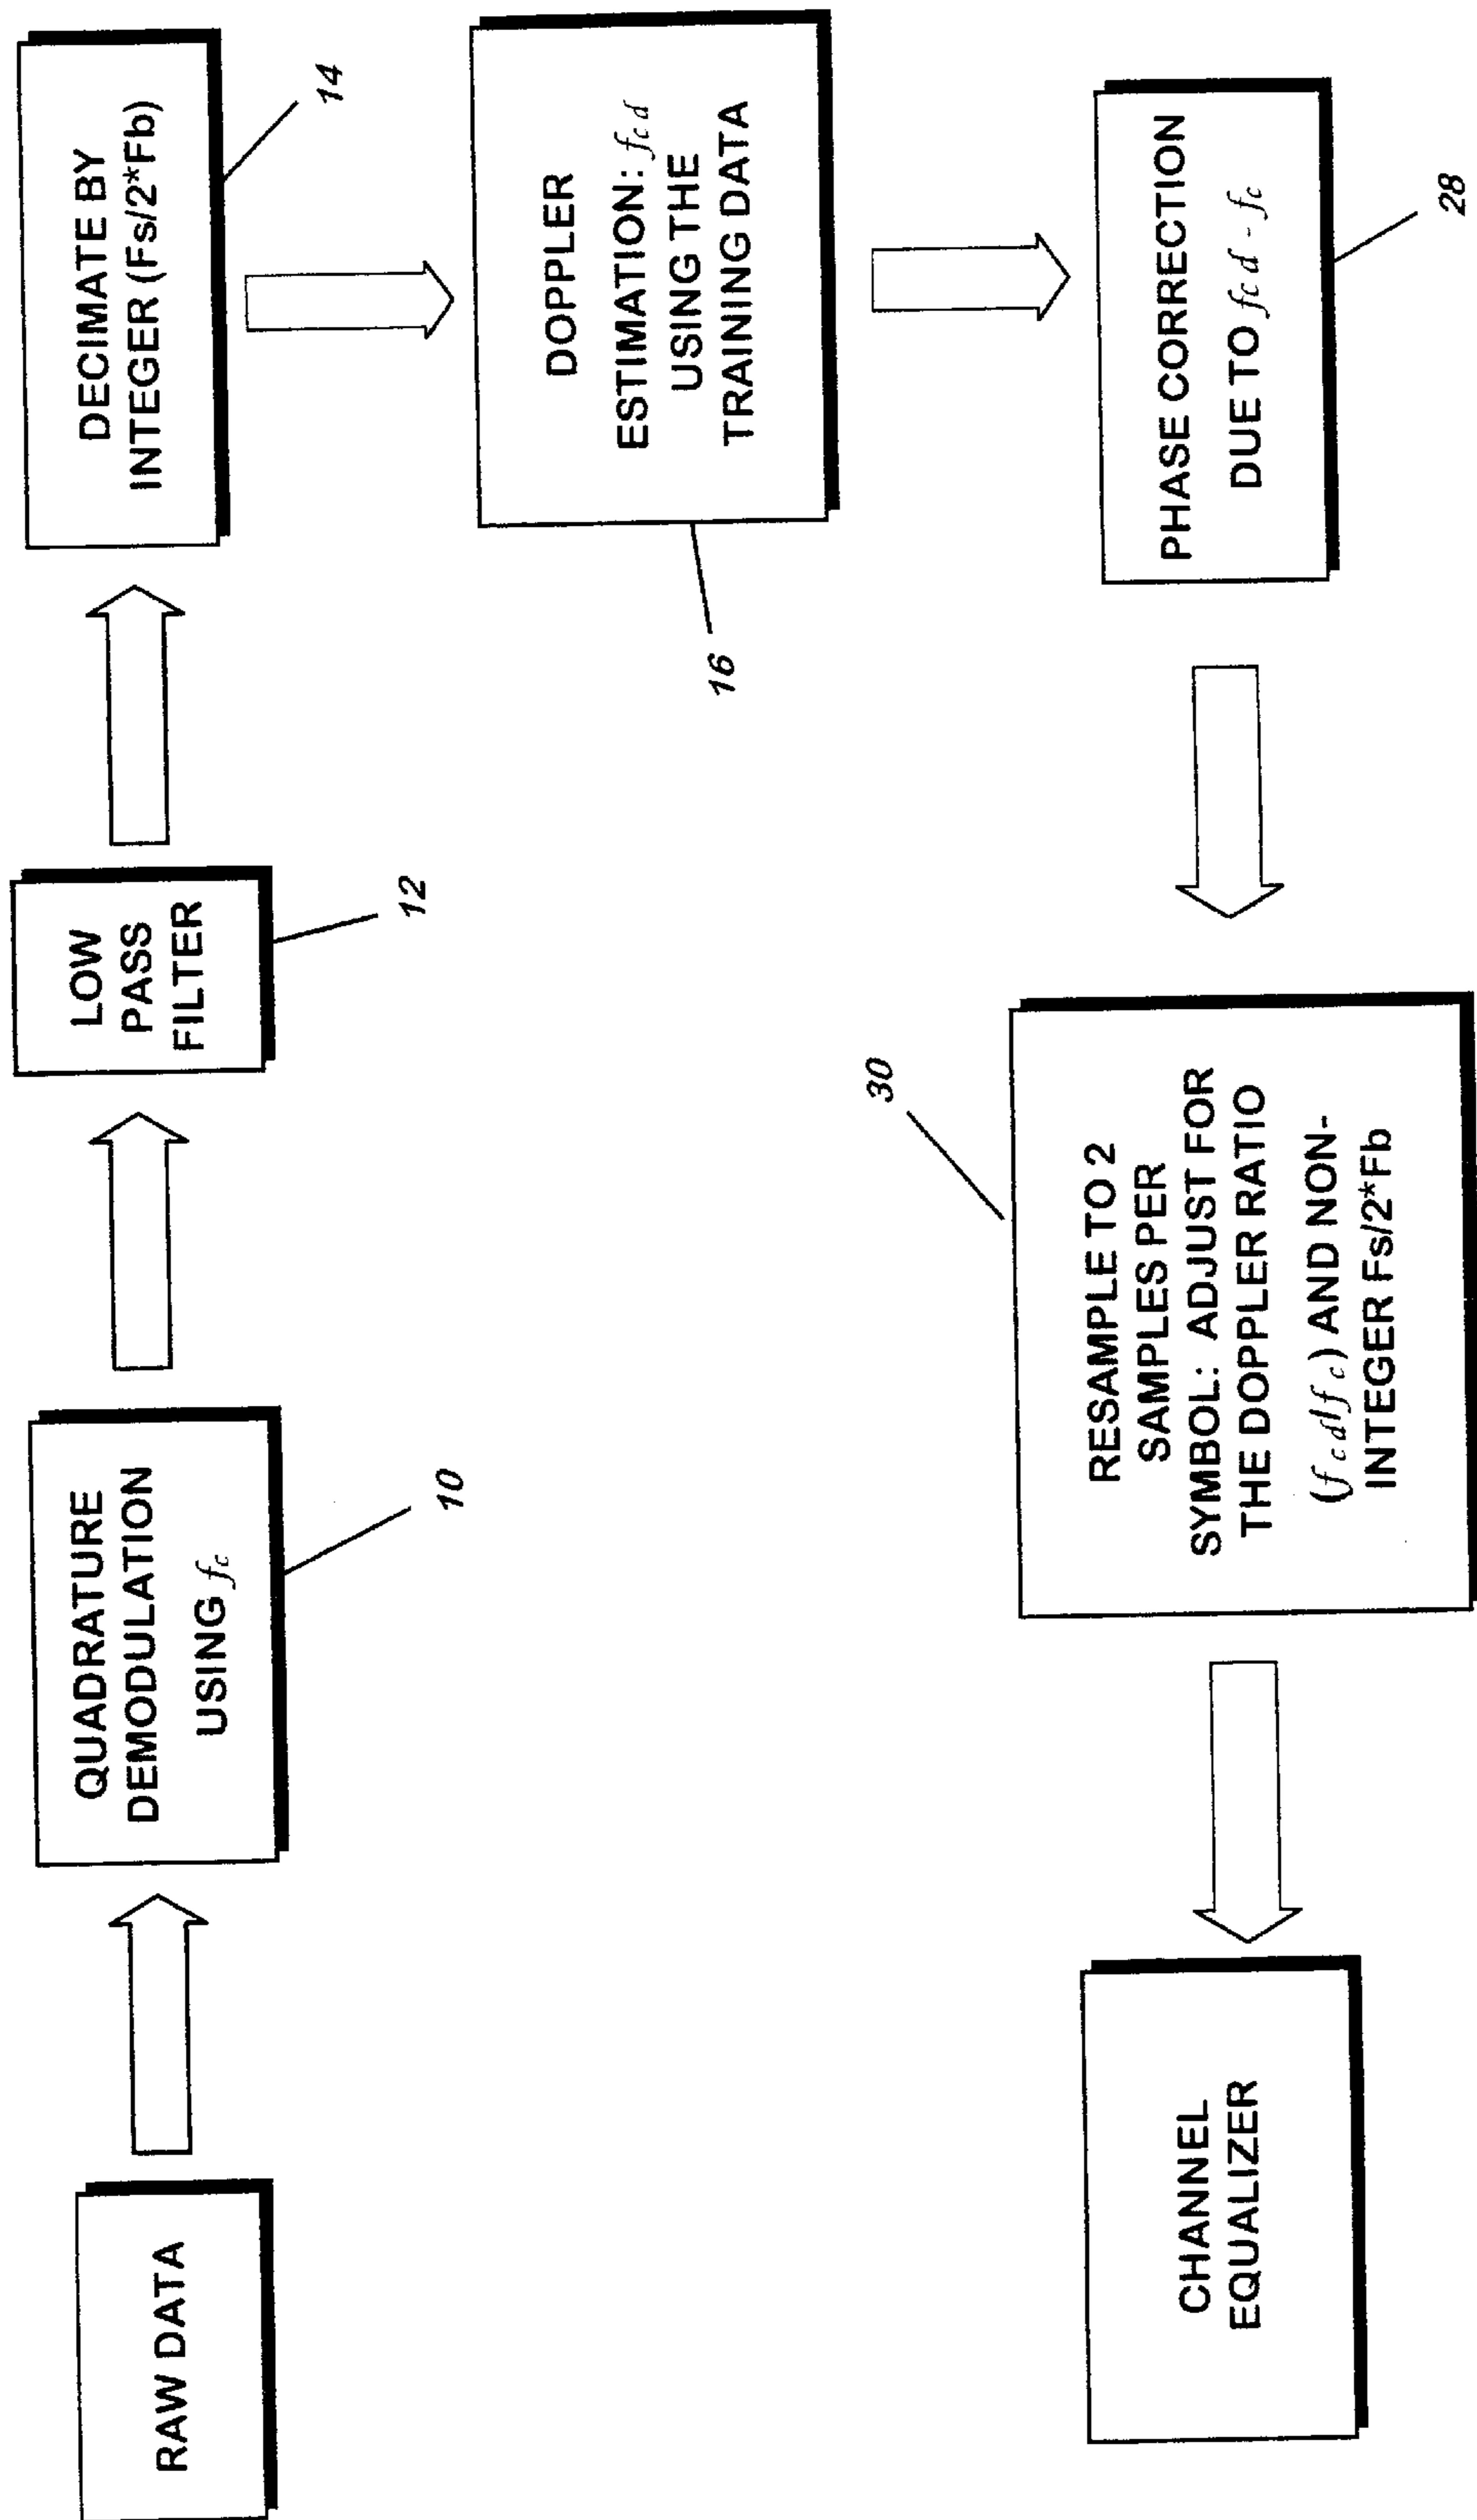 RAW DATA
QUADRATURE
DEMODULATION
USING fc
10
LOW
PASS
FILTER
12
DECIMATE BY
INTEGER (Fs/2*Fb)
14
DOPPLER
ESTIMATION: fcd
USING THE
TRAINING DATA
16
PHASE CORRECTION
DUE TO fcd - fc
28
RESAMPLE TO 2
SAMPLES PER
SYMBOL: ADJUST FOR
THE DOPPLER RATIO
(fcd/fc) AND NON-
INTEGER Fs/2*Fb
30
CHANNEL
EQUALIZER